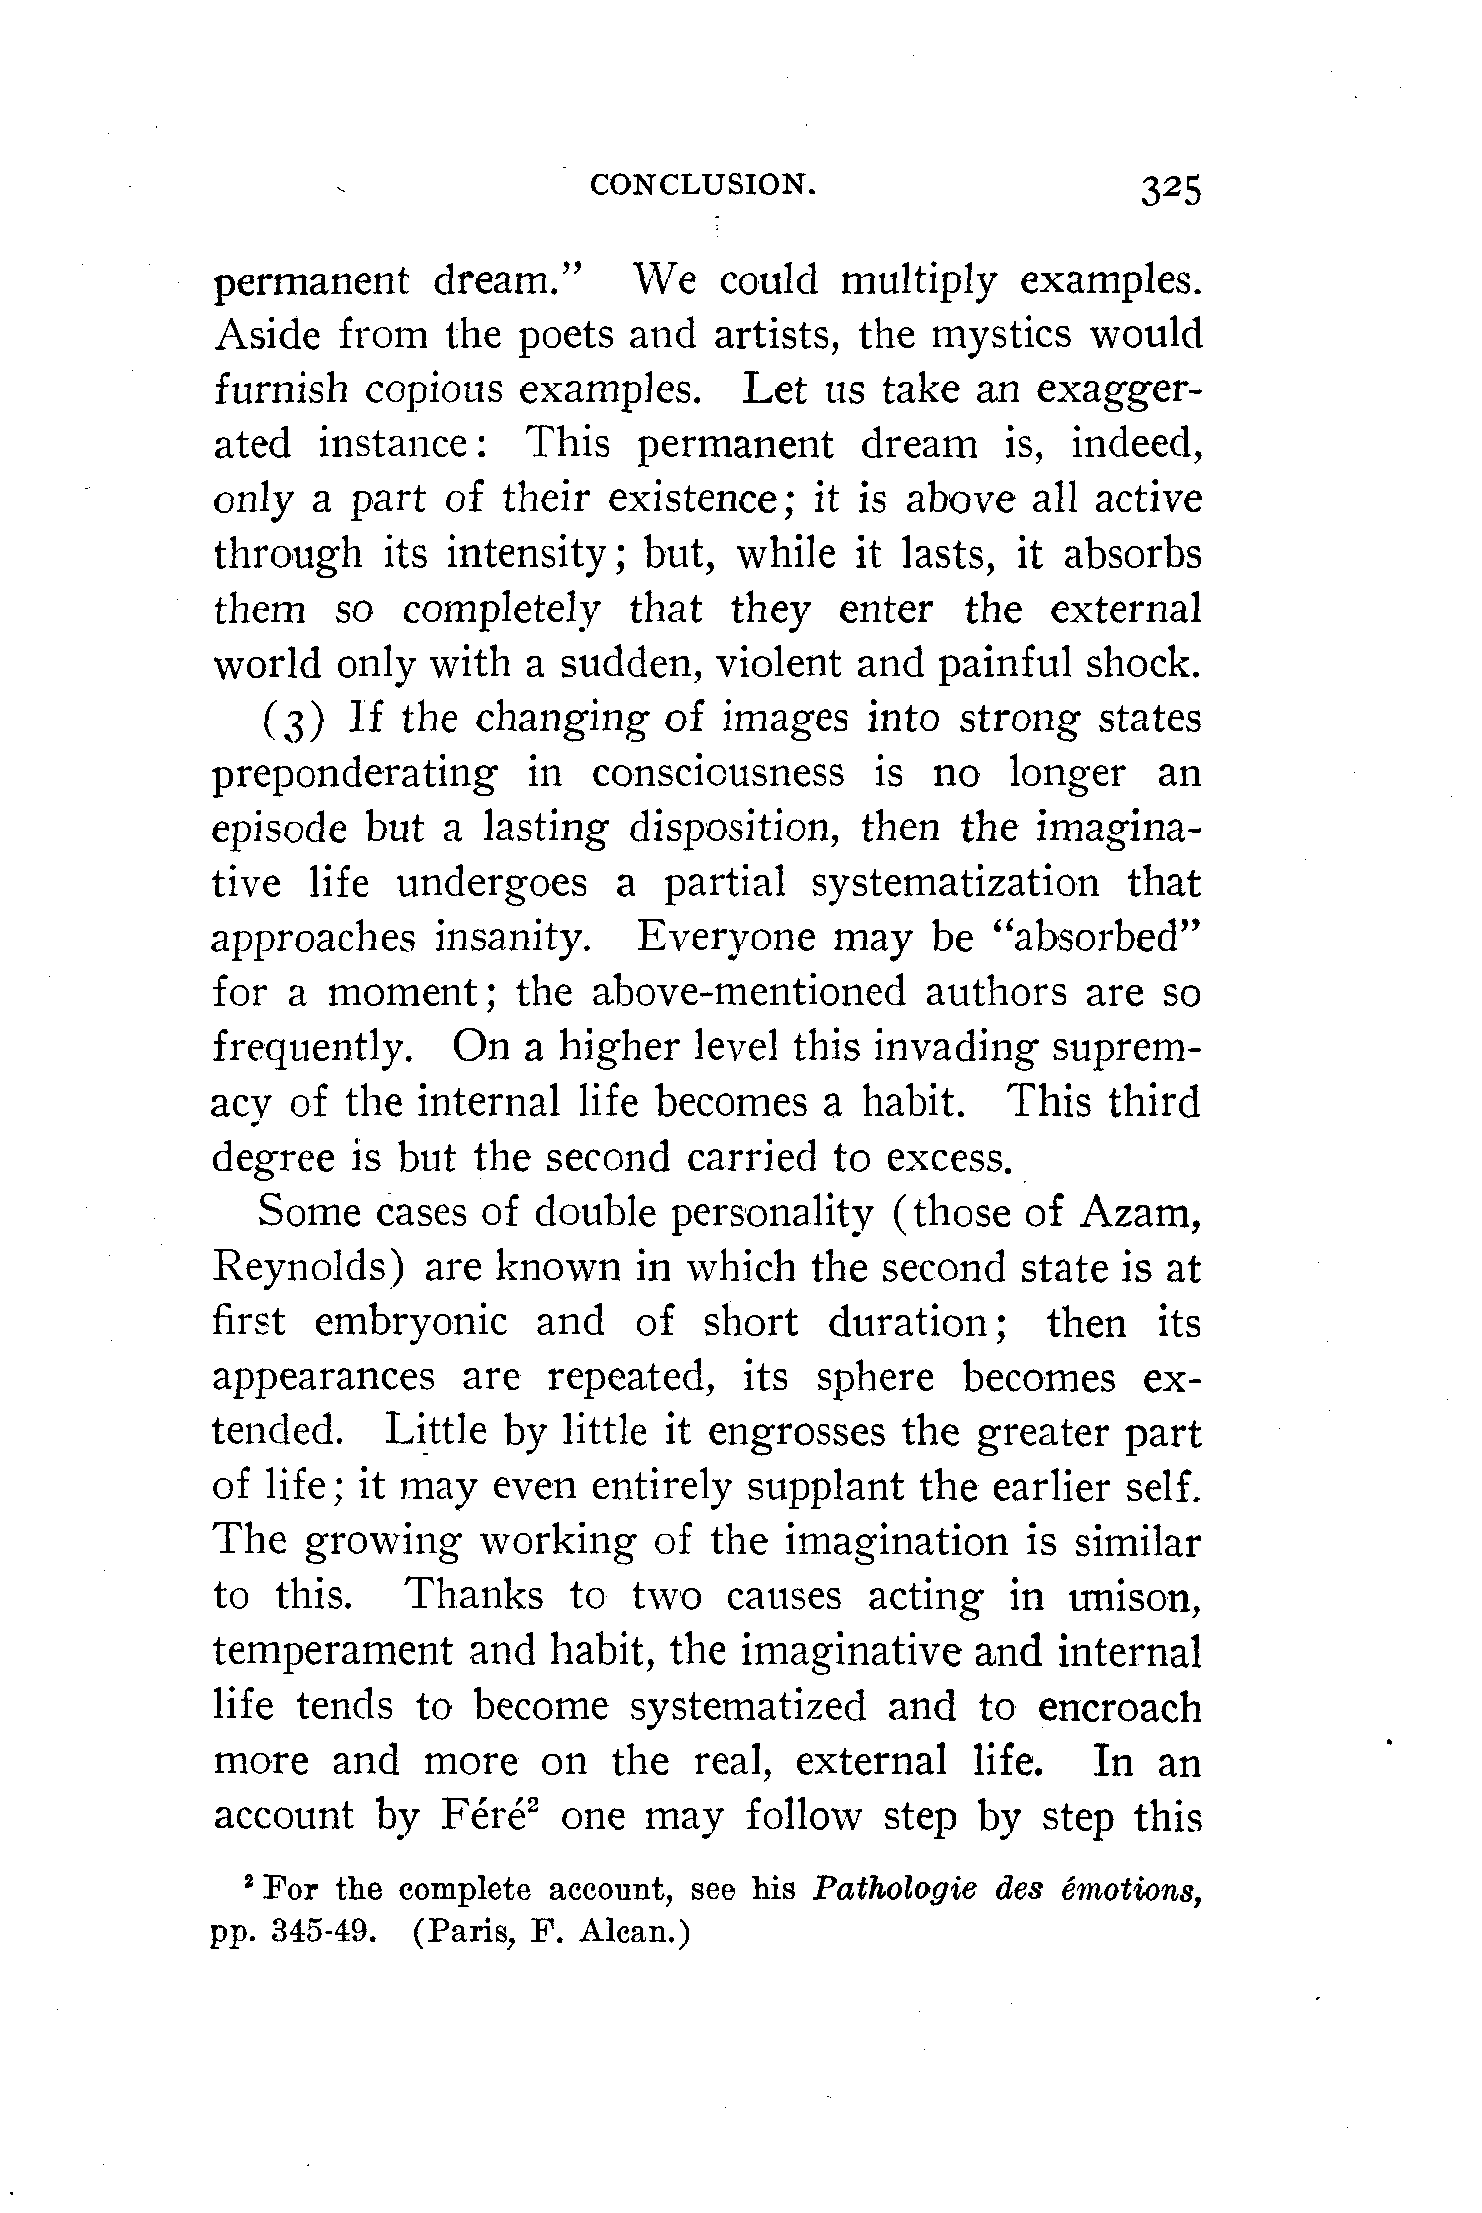 CONCLUSION. 325
permanent dream." We could multiply examples.
Aside from the poets and artists, the mystics would
furnish copious examples. Let us take an exagger-
ated instance: This permanent dream is, indeed,
only a part of their existence; it is above all active
through its intensity; but, while it lasts, it absorbs
them so completely that they enter the external
world only with a sudden, violent and painful shock.
(3) If the changing of images into strong states
preponderating in consciousness is no longer an
episode but a lasting disposition, then the imagina-
tive life undergoes a partial systematization that
approaches insanity. Everyone may be "absorbed"
for a moment; the above-mentioned authors are so
frequently. On a higher level this invading suprem-
acy of the internal life becomes a habit. This third
degree is but the second carried to excess.
Some cases of double personality (those of Azam,
Reynolds) are known in which the second state is at
first embryonic and of short duration; then its
appearances are repeated, its sphere becomes ex-
tended. Little by little it engrosses the greater part
of life; it may even entirely supplant the earlier self.
The growing working of the imagination is similar
to this. Thanks to two causes acting in unison,
temperament and habit, the imaginative and internal
life tends to become systematized and to encroach
more and more on the real, external life. In an
account by Féré² one may follow step by step this
² For the complete account, see his Pathologie des émotions,
pp. 345-49. (Paris, F. Alcan.)